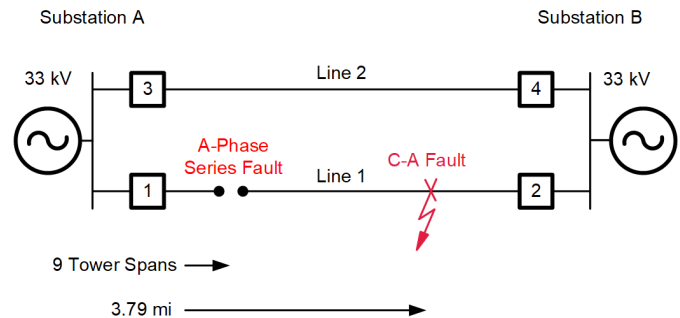 Substation A
Substation B
33 kV
3
Line 2
4
33 kV
A-Phase
Series Fault
C-A Fault
1
Line 1
2
9 Tower Spans
3.79 mi